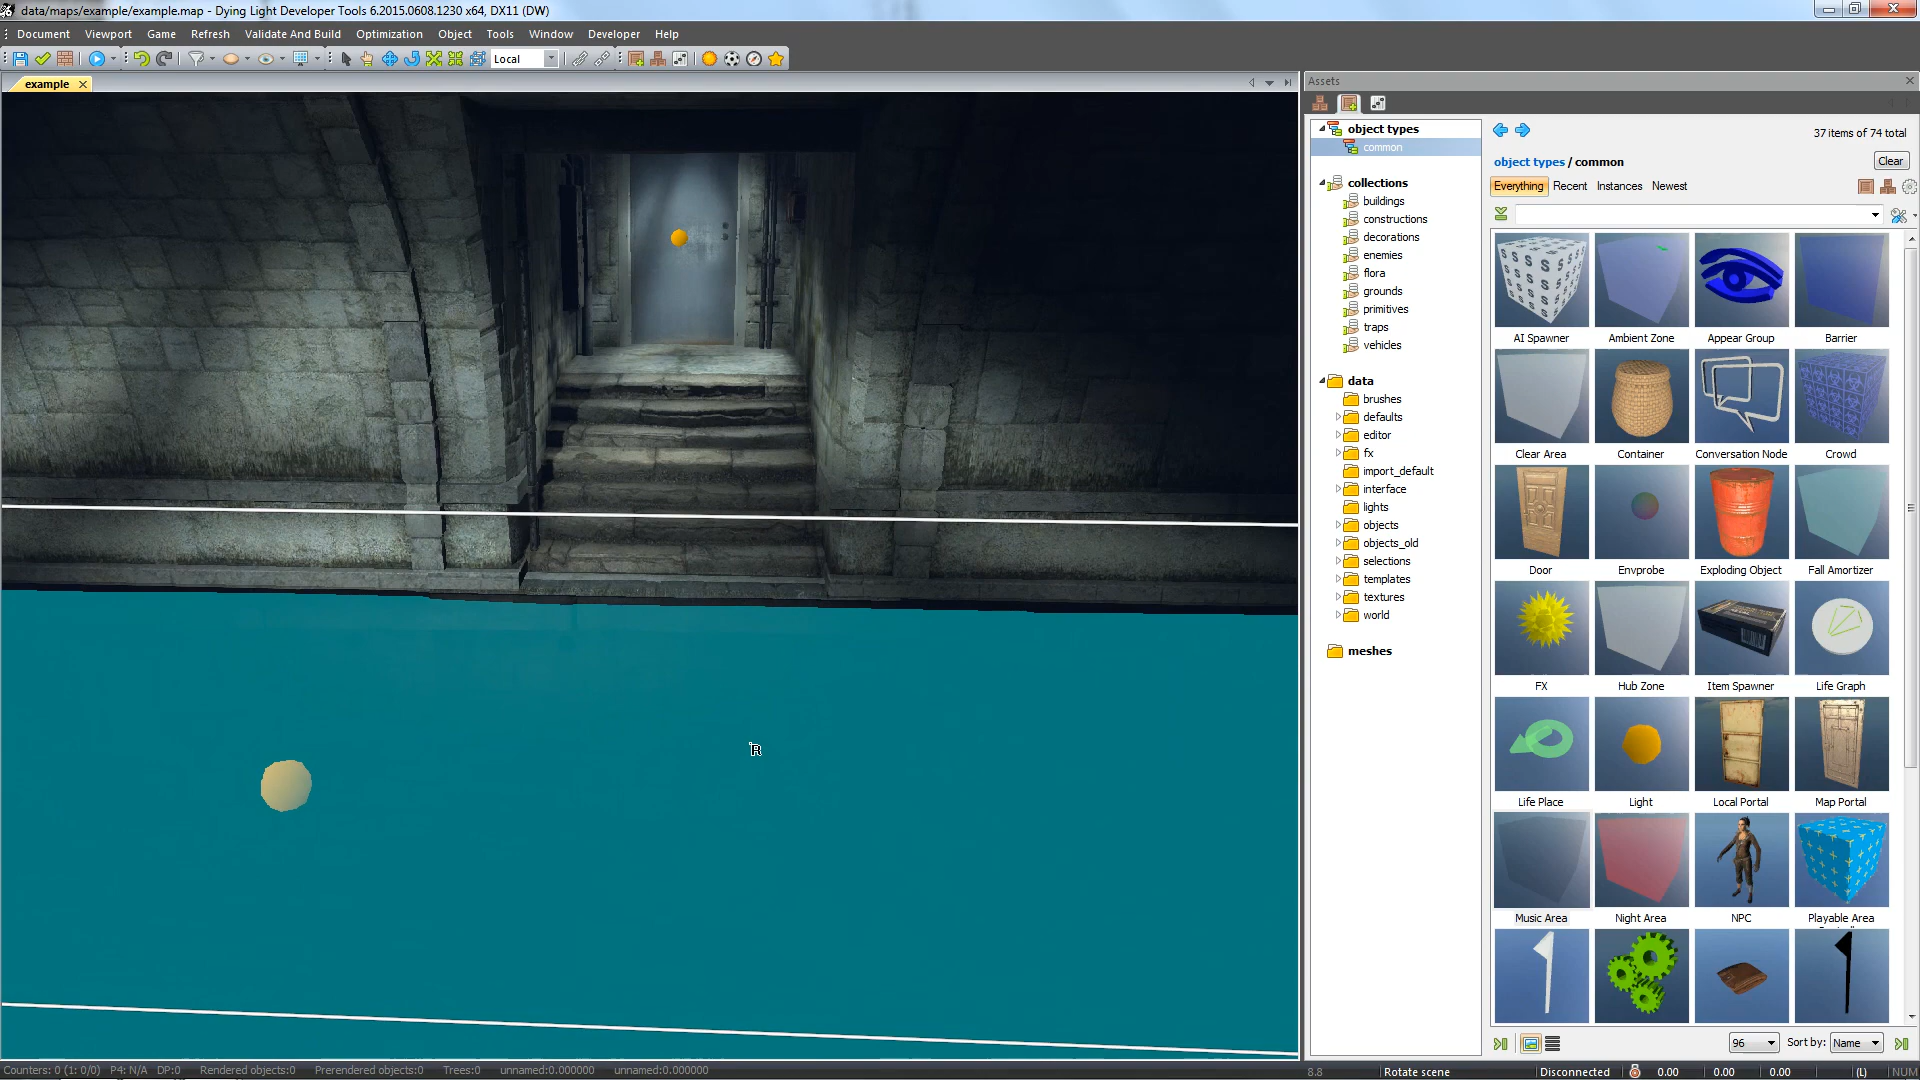 data/maps/example/example.map - Dying Light Developer Tools 6.2015.0608.1230 x64, DX11 (DW)
Document Viewport Game Refresh Validate And Build Optimization Object Tools Window Developer Help
Local
example
Assets
object types
common
collections
buildings
constructions
decorations
enemies
flora
grounds
primitives
traps
vehicles
data
brushes
defaults
editor
fx
import_default
interface
lights
objects
objects_old
selections
templates
textures
world
meshes
37 items of 74 total
object types / common
Clear
Everything Recent Instances Newest
AI Spawner Ambient Zone Appear Group Barrier
Clear Area Container Conversation Node Crowd
Door Envprobe Exploding Object Fall Amortizer
FX Hub Zone Item Spawner Life Graph
Life Place Light Local Portal Map Portal
Music Area Night Area NPC Playable Area
96 Sort by: Name
R
Counters: 0 (1: 0/0) P4: N/A DP:0 Rendered objects:0 Prerendered objects:0 Trees:0 unnamed:0.000000 unnamed:0.000000
8.8 Rotate scene Disconnected 0.00 0.00 0.00 (L) NUM